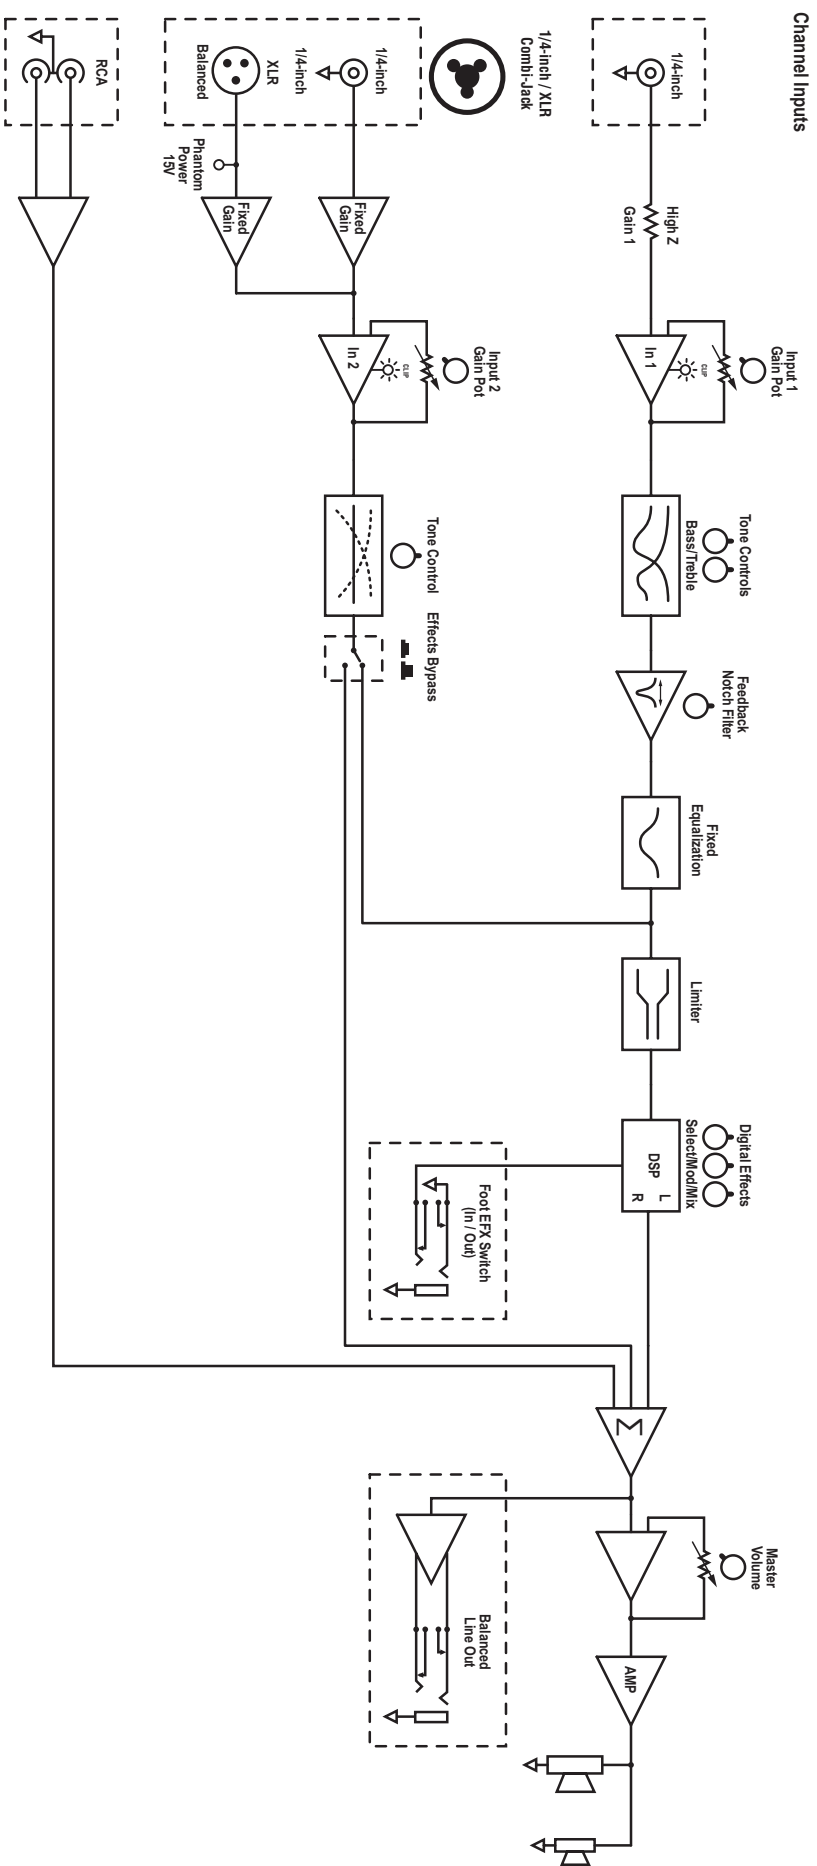 Channel Inputs
1/4-inch
High Z
Gain 1
Input 1
Gain Pot
CLIP
In 1
Tone Controls
Bass/Treble
Feedback
Notch Filter
Fixed
Equalization
Limiter
Digital Effects
Select/Mod/Mix
DSP
L
R
Foot EFX Switch
(In / Out)
Σ
Master
Volume
AMP
Balanced
Line Out
1/4-inch / XLR
Combi-Jack
1/4-inch
1/4-inch
XLR
Balanced
Phantom
Power
15V
Fixed
Gain
Fixed
Gain
Input 2
Gain Pot
CLIP
In 2
Tone Control
Effects Bypass
RCA